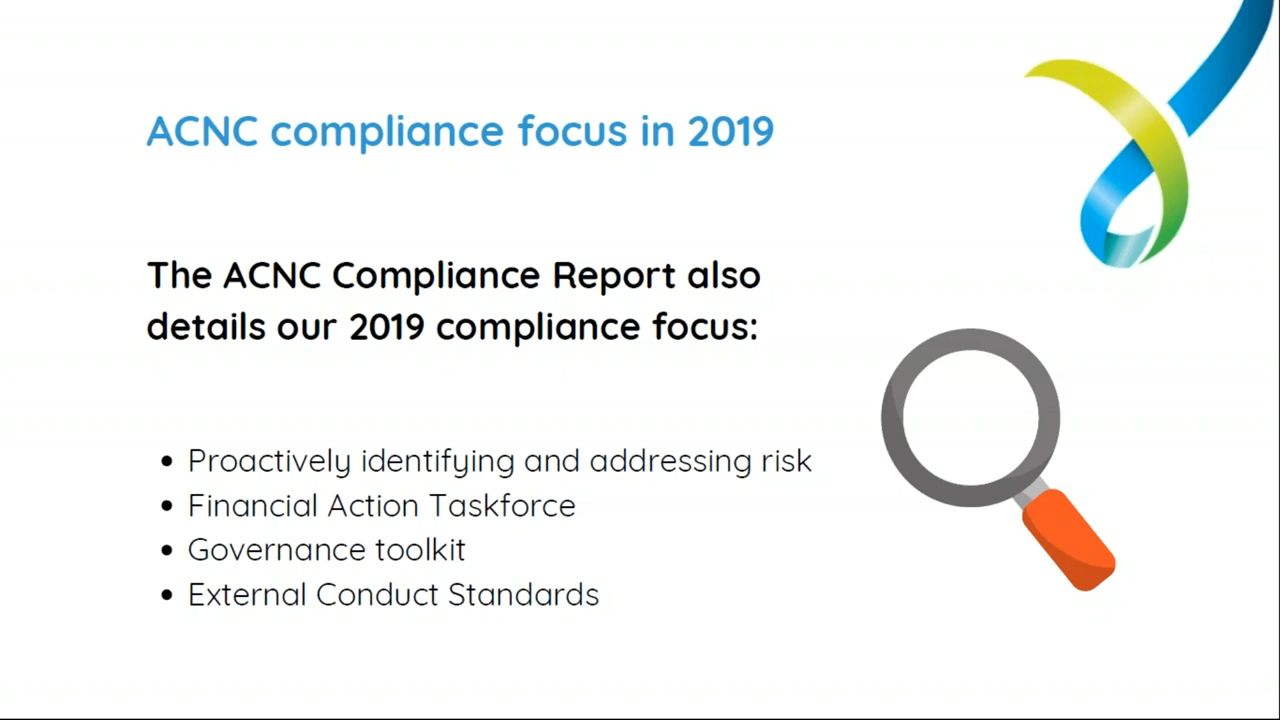 ACNC compliance focus in 2019
The ACNC Compliance Report also
details our 2019 compliance focus:
• Proactively identifying and addressing risk
• Financial Action Taskforce
• Governance toolkit
• External Conduct Standards